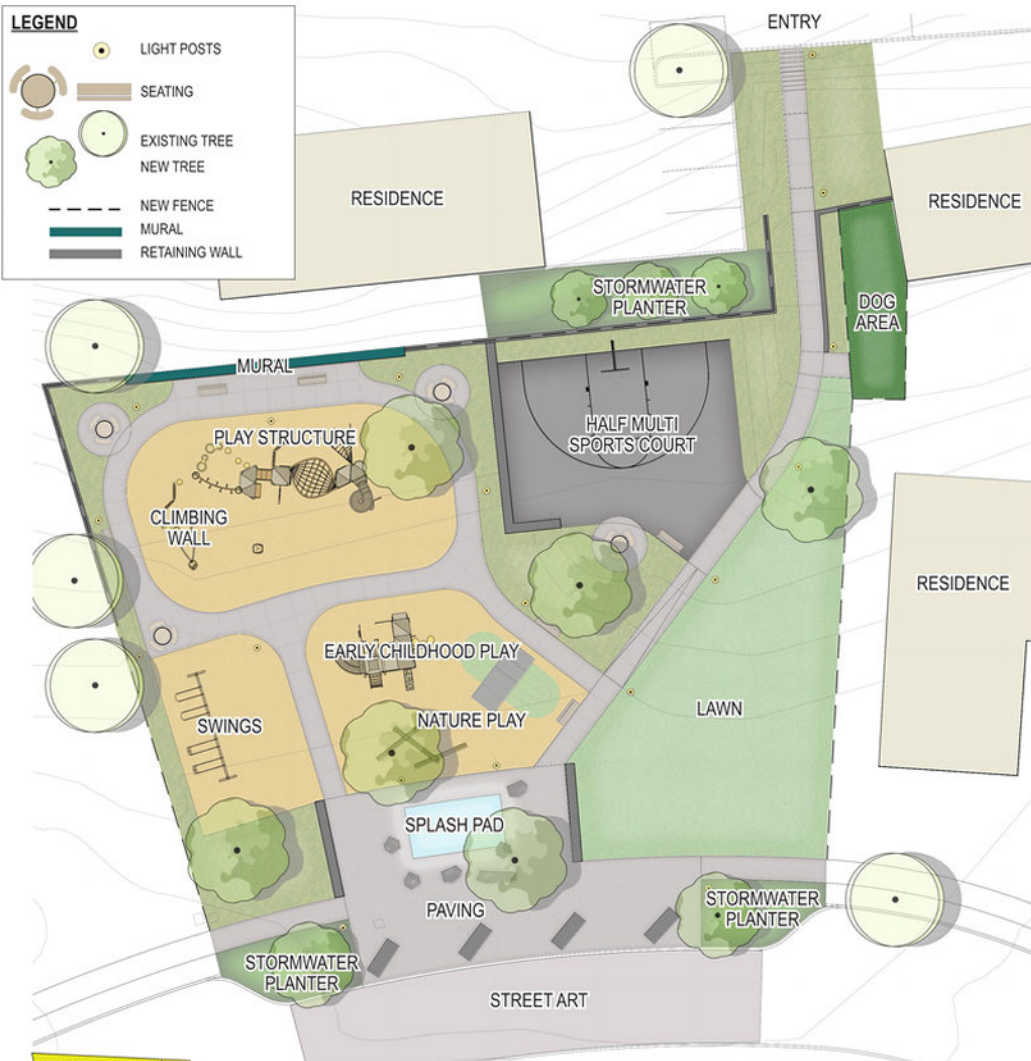 LEGEND
LIGHT POSTS
SEATING
EXISTING TREE
NEW TREE
NEW FENCE
MURAL
RETAINING WALL
ENTRY
RESIDENCE
RESIDENCE
STORMWATER
PLANTER
DOG
AREA
MURAL
PLAY STRUCTURE
HALF MULTI
SPORTS COURT
CLIMBING
WALL
RESIDENCE
EARLY CHILDHOOD PLAY
SWINGS
NATURE PLAY
LAWN
SPLASH PAD
PAVING
STORMWATER
PLANTER
STORMWATER
PLANTER
STREET ART